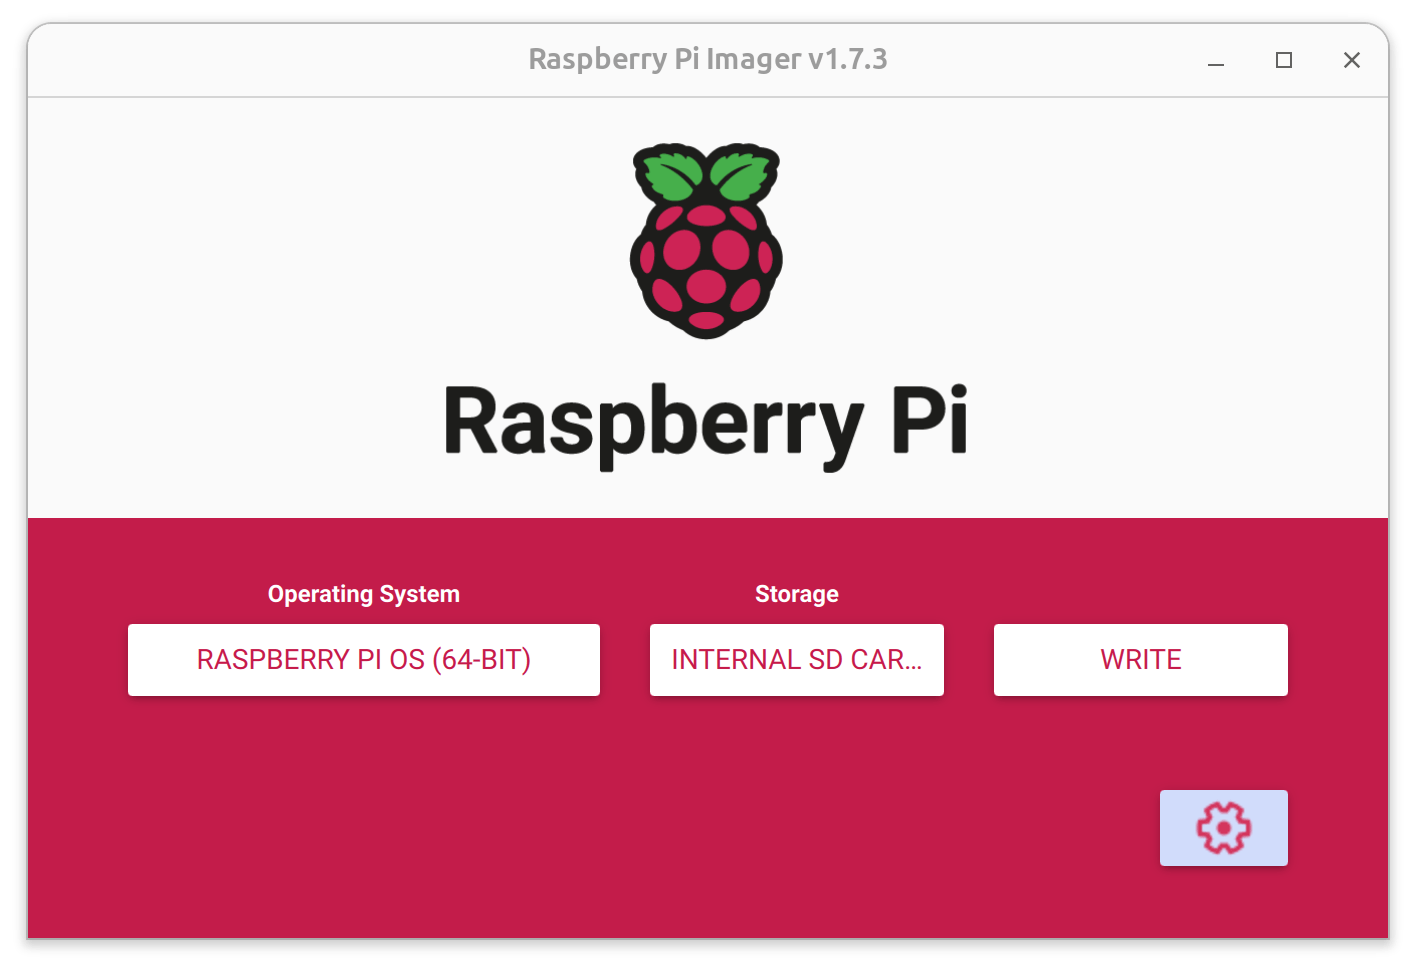 Raspberry Pi Imager v1.7.3
Raspberry Pi
Operating System
Storage
RASPBERRY PI OS (64-BIT)
INTERNAL SD CAR...
WRITE